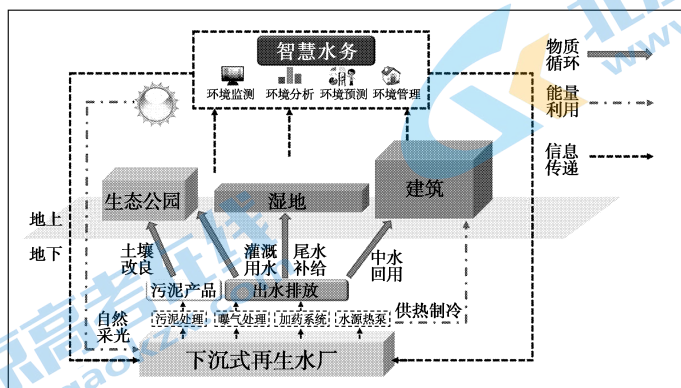 智慧水务
环境监测 环境分析 环境预测 环境管理
物质
循环
能量
利用
信息
传递
生态公园
湿地
建筑
地上
地下
土壤
改良
灌溉
用水
尾水
补给
中水
回用
污泥产品
出水排放
污泥处理
曝气处理
加药系统
水源热泵
供热制冷
自然
采光
下沉式再生水厂